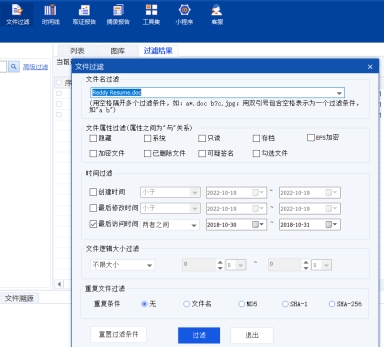 文件过滤 时间线 取证报告 摘录报告 工具集 小程序 客服
列表 图库 过滤结果
当前
高级过滤
序
文件过滤
文件名过滤
Reddy Resume.doc
(用空格隔开多个过滤条件，如：a*.doc b?c.jpg；用双引号包含空格表示为一个过滤条件，
如"a b")
文件属性过滤(属性之间为"与"关系)
隐藏 系统 只读 存档 EFS加密
加密文件 已删除文件 可疑签名 勾选文件
时间过滤
创建时间 小于 2022-10-19 ~ 2022-10-19
最后修改时间 小于 2022-10-19 ~ 2022-10-19
最后访问时间 两者之间 2018-10-30 ~ 2018-10-31
文件逻辑大小过滤
不限大小 0 ~ 0
重复文件过滤
重复条件 无 文件名 MD5 SHA-1 SHA-256
文件溯源
重置过滤条件 过滤 退出